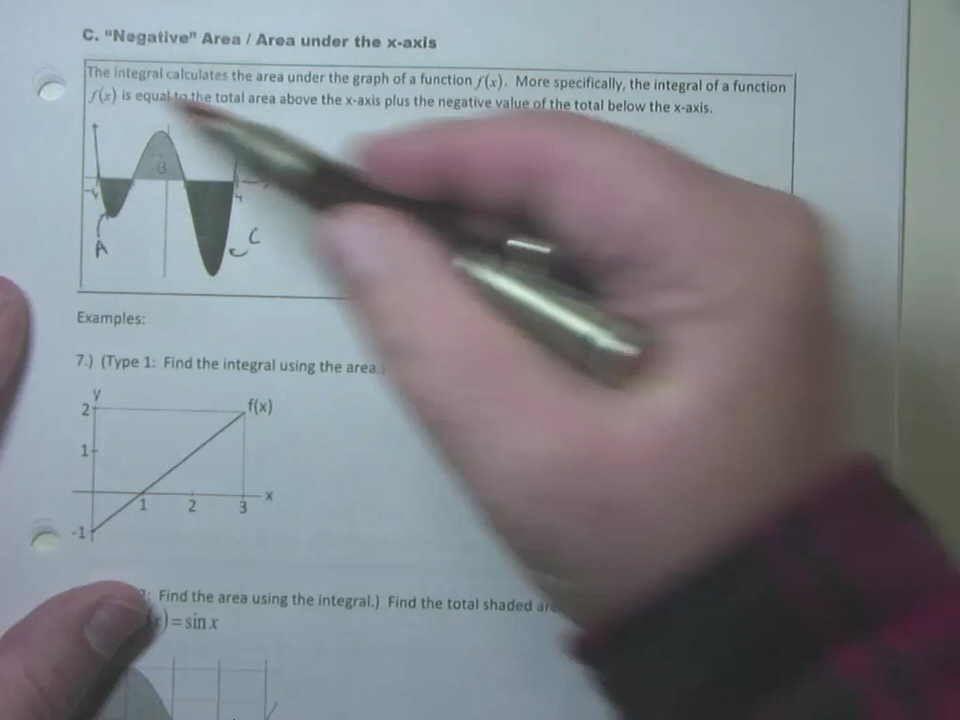 C. "Negative" Area / Area under the x-axis
The integral calculates the area under the graph of a function f(x). More specifically, the integral of a function
f(x) is equal to the total area above the x-axis plus the negative value of the total below the x-axis.
B
-4
4
A
C
Examples:
7.) (Type 1: Find the integral using the area.)
y
2
f(x)
1
x
1 2 3
-1
Find the area using the integral.) Find the total shaded
= sin x